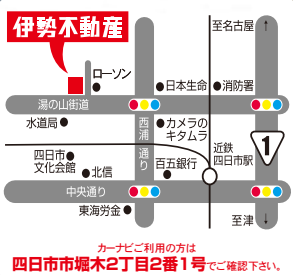 伊勢不動産
至名古屋
↑
ローソン
日本生命
消防署
湯の山街道
水道局
西浦通り
カメラの
キタムラ
1
四日市
文化会館
北信
百五銀行
近鉄
四日市駅
中央通り
東海労金
至津
↓
カーナビご利用の方は
四日市市堀木2丁目2番1号でご確認下さい。